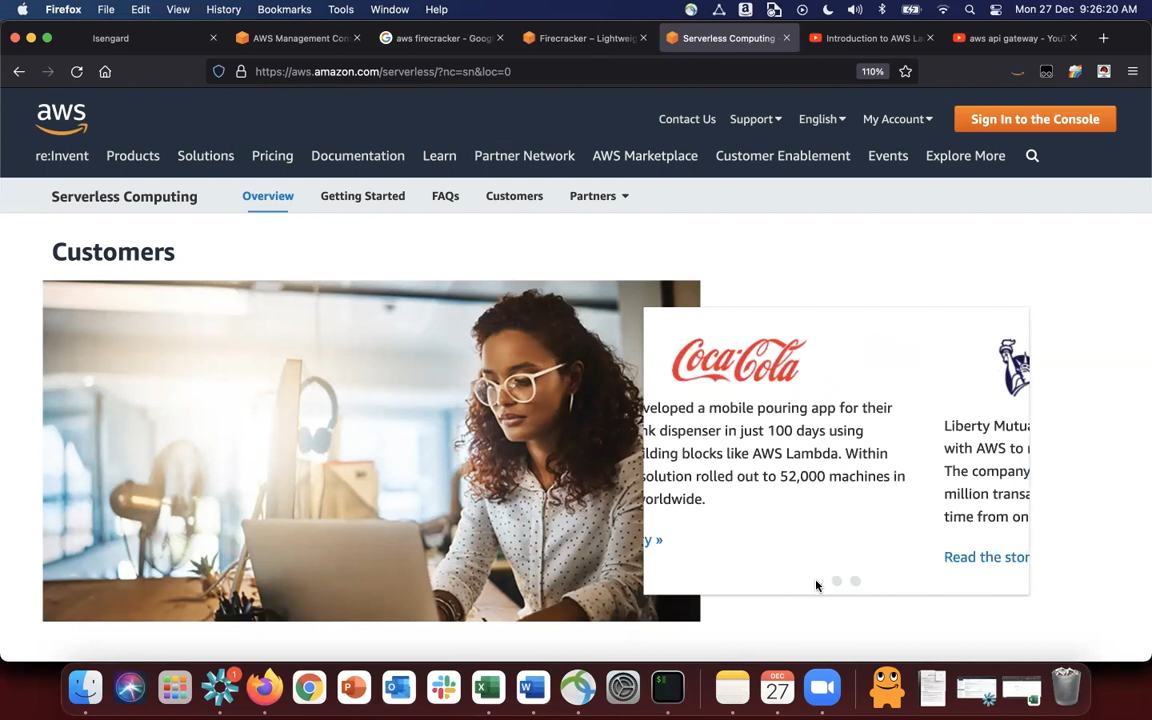 Firefox File Edit View History Bookmarks Tools Window Help Mon 27 Dec 9:26:20 AM
Isengard AWS Management Con aws firecracker - Goog Firecracker – Lightweig Serverless Computing Introduction to AWS La aws api gateway - YouT
https://aws.amazon.com/serverless/?nc=sn&loc=0 110%
aws Contact Us Support English My Account Sign In to the Console
re:Invent Products Solutions Pricing Documentation Learn Partner Network AWS Marketplace Customer Enablement Events Explore More
Serverless Computing Overview Getting Started FAQs Customers Partners
Customers
Coca-Cola
veloped a mobile pouring app for their
nk dispenser in just 100 days using
ilding blocks like AWS Lambda. Within
solution rolled out to 52,000 machines in
orldwide.
y »
Liberty Mutua
with AWS to
The company
million transa
time from on
Read the stor
1
DEC
27